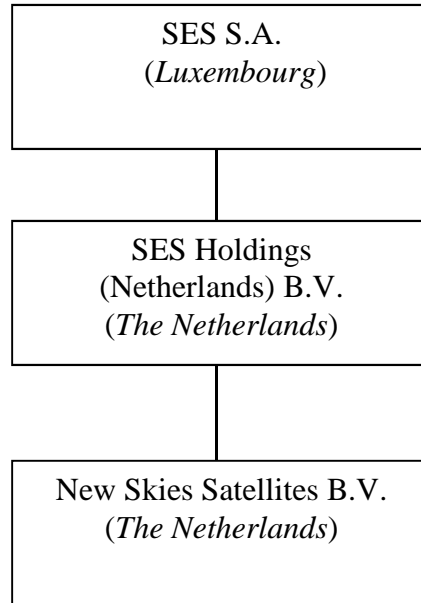 SES S.A.
(Luxembourg)
SES Holdings
(Netherlands) B.V.
(The Netherlands)
New Skies Satellites B.V.
(The Netherlands)